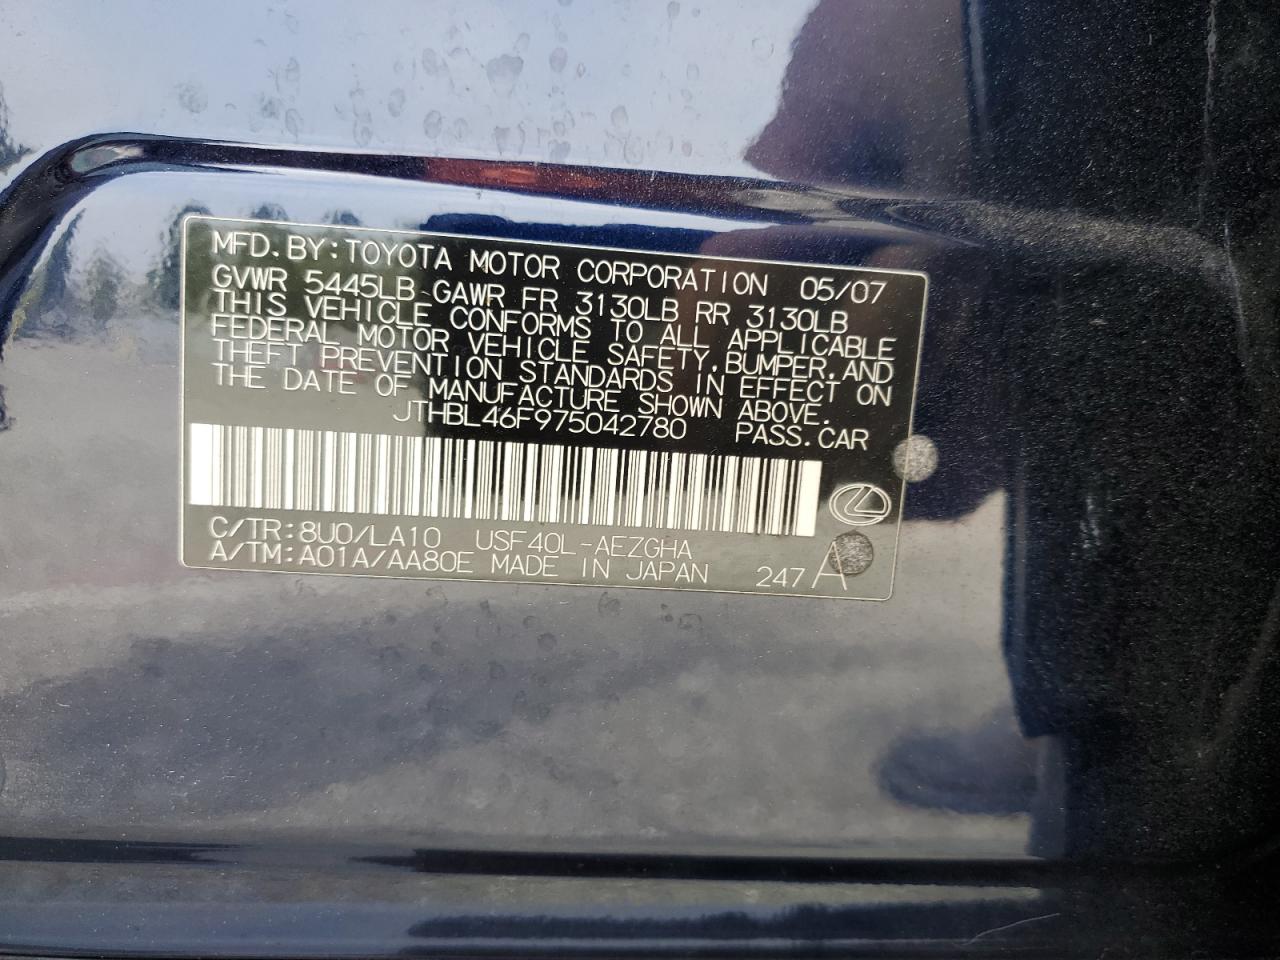 MFD.BY:TOYOTA MOTOR CORPORATION 05/07
GVWR 5445LB GAWR FR 3130LB RR 3130LB
THIS VEHICLE CONFORMS TO ALL APPLICABLE
FEDERAL MOTOR VEHICLE SAFETY,BUMPER,AND
THEFT PREVENTION STANDARDS IN EFFECT ON
THE DATE OF MANUFACTURE SHOWN ABOVE.
JTHBL46F975042780 PASS.CAR
C/TR:8U0/LA10 USF40L-AEZGHA
A/TM:A01A/AA80E MADE IN JAPAN 247 A